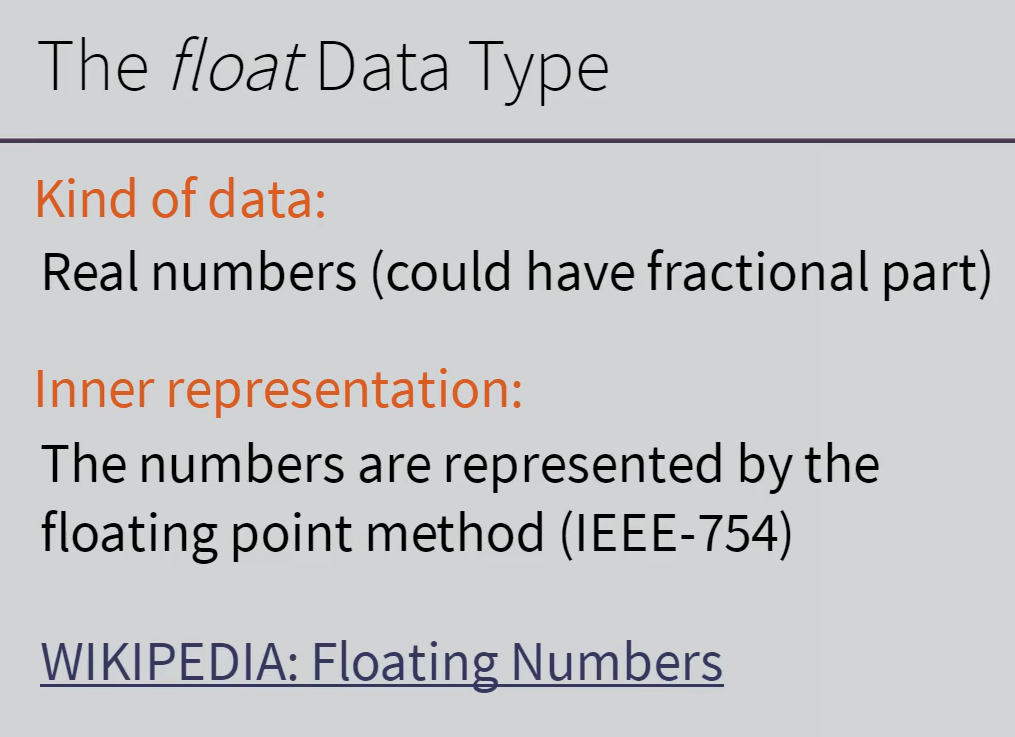 The float Data Type
Kind of data:
Real numbers (could have fractional part)
Inner representation:
The numbers are represented by the
floating point method (IEEE-754)
WIKIPEDIA: Floating Numbers